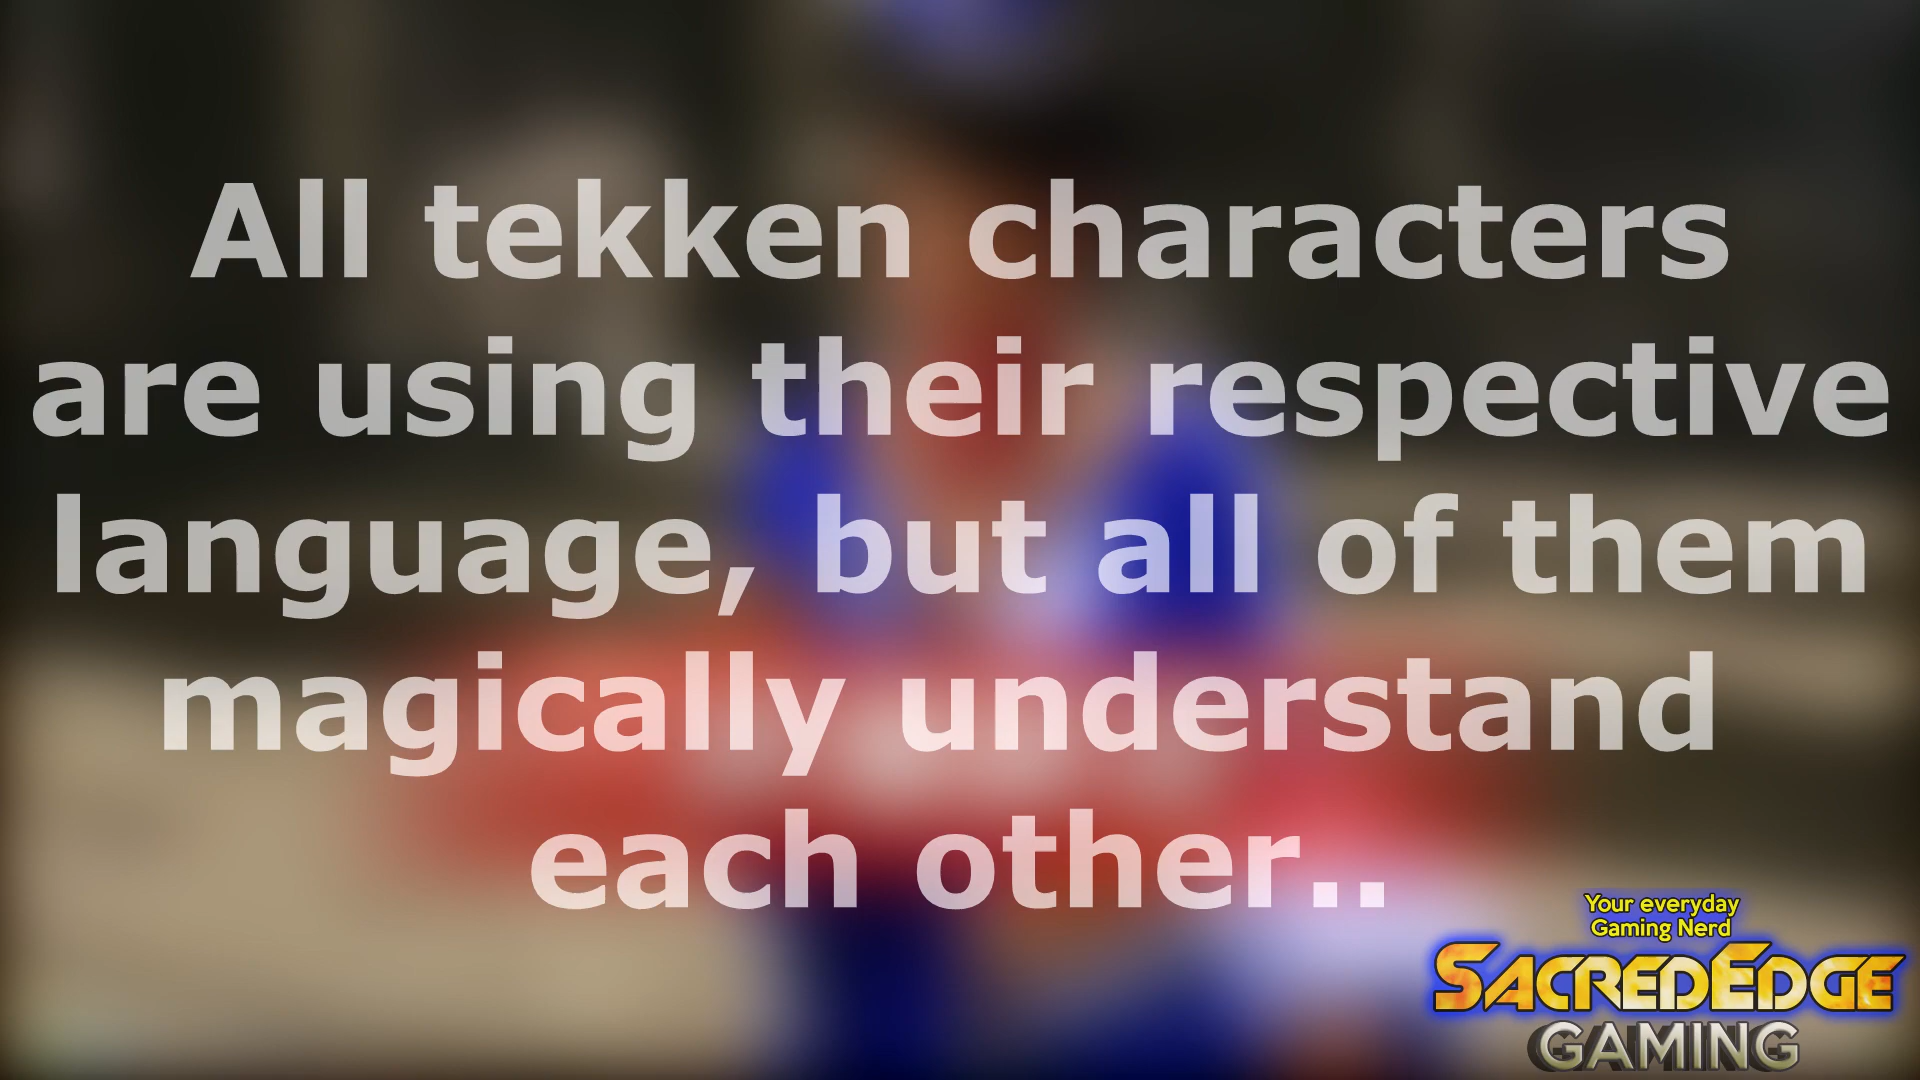 All tekken characters
are using their respective
language, but all of them
magically understand
each other..
Your everyday
Gaming Nerd
SACREDEDGE
GAMING